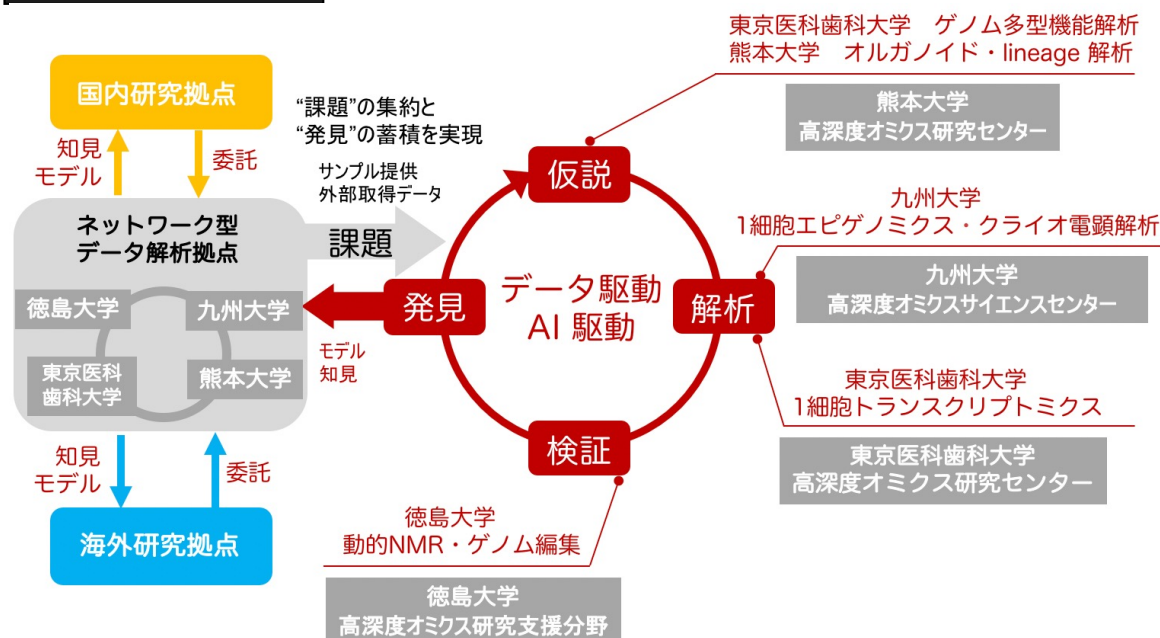 東京医科歯科大学　ゲノム多型機能解析
熊本大学　オルガノイド・lineage 解析
熊本大学
高深度オミクス研究センター
国内研究拠点
知見
モデル
委託
“課題”の集約と
“発見”の蓄積を実現
サンプル提供
外部取得データ
課題
ネットワーク型
データ解析拠点
徳島大学
九州大学
東京医科
歯科大学
熊本大学
知見
モデル
委託
海外研究拠点
仮説
発見
データ駆動
AI 駆動
解析
検証
モデル
知見
九州大学
1細胞エピゲノミクス・クライオ電顕解析
九州大学
高深度オミクスサイエンスセンター
東京医科歯科大学
1細胞トランスクリプトミクス
東京医科歯科大学
高深度オミクス研究センター
徳島大学
動的NMR・ゲノム編集
徳島大学
高深度オミクス研究支援分野